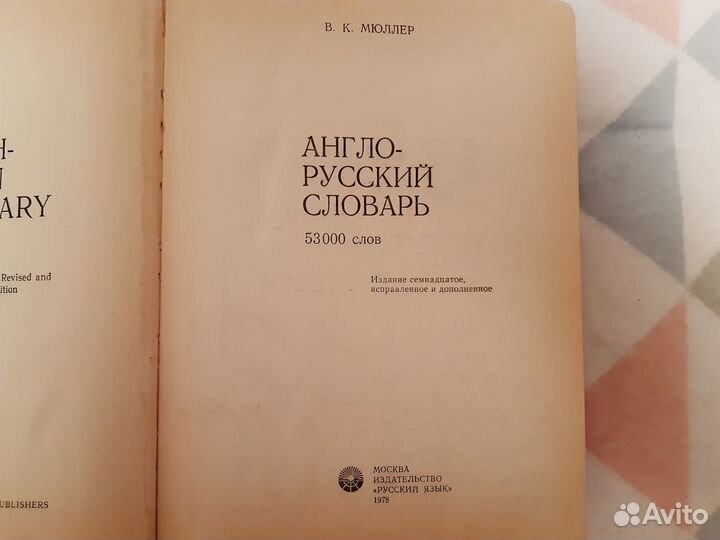 H-
N
ARY
Revised and
ition
UBLISHERS
В. К. МЮЛЛЕР
АНГЛО-
РУССКИЙ
СЛОВАРЬ
53000 слов
Издание семнадцатое,
исправленное и дополненное
МОСКВА
ИЗДАТЕЛЬСТВО
«РУССКИЙ ЯЗЫК»
1978
Avito